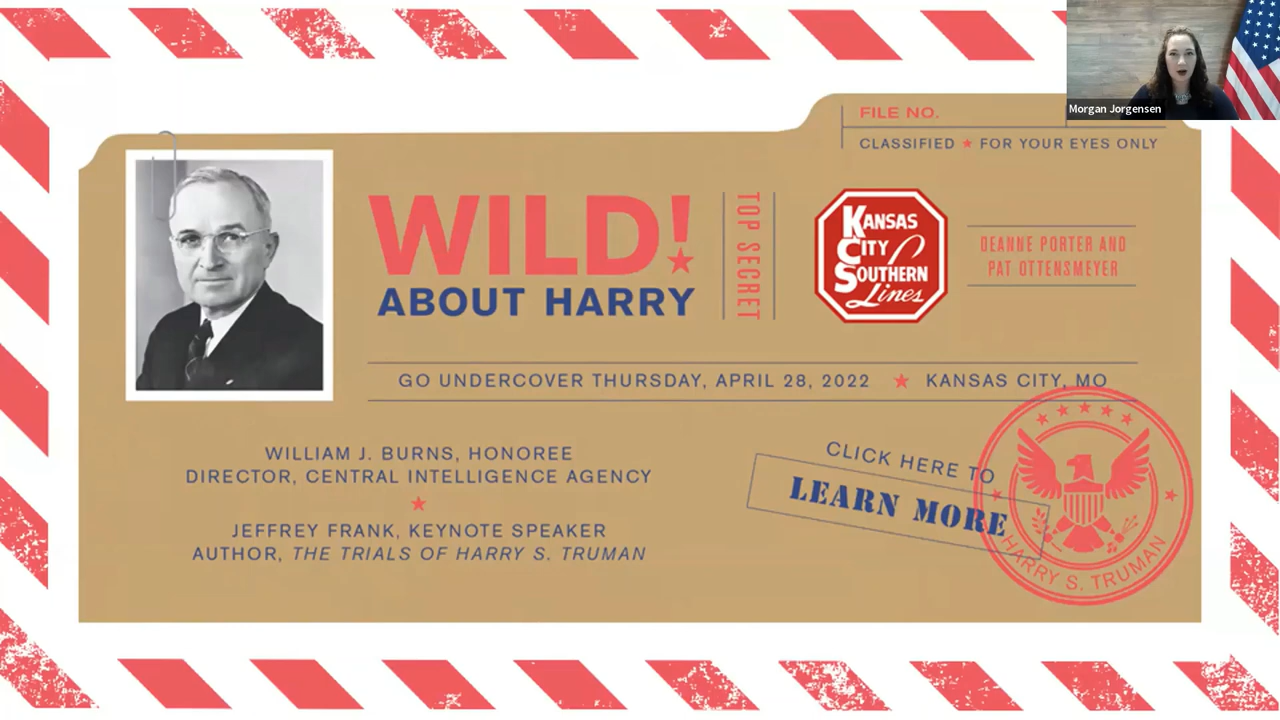 Morgan Jorgensen
FILE NO.
CLASSIFIED ★ FOR YOUR EYES ONLY
WILD!
ABOUT HARRY
TOP SECRET
KANSAS
CITY
SOUTHERN
Lines
DEANNE PORTER AND
PAT OTTENSMEYER
GO UNDERCOVER THURSDAY, APRIL 28, 2022 ★ KANSAS CITY, MO
WILLIAM J. BURNS, HONOREE
DIRECTOR, CENTRAL INTELLIGENCE AGENCY
JEFFREY FRANK, KEYNOTE SPEAKER
AUTHOR, THE TRIALS OF HARRY S. TRUMAN
CLICK HERE TO
LEARN MORE
HARRY S. TRUMAN